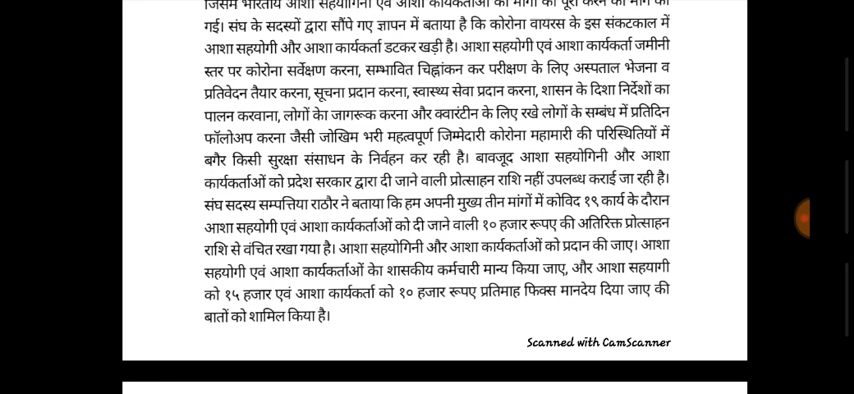 जिसमें भारतीय आशा सहयोगिनी एवं आशा कार्यकर्ताओं की मांगों को पूरा करने की मांग की
गई। संघ के सदस्यों द्वारा सौंपे गए ज्ञापन में बताया है कि कोरोना वायरस के इस संकटकाल में
आशा सहयोगी और आशा कार्यकर्ता डटकर खड़ी है। आशा सहयोगी एवं आशा कार्यकर्ता जमीनी
स्तर पर कोरोना सर्वेक्षण करना, सम्भावित चिह्नांकन कर परीक्षण के लिए अस्पताल भेजना व
प्रतिवेदन तैयार करना, सूचना प्रदान करना, स्वास्थ्य सेवा प्रदान करना, शासन के दिशा निर्देशों का
पालन करवाना, लोगों केा जागरूक करना और क्वारंटीन के लिए रखे लोगों के सम्बंध में प्रतिदिन
फॉलोअप करना जैसी जोखिम भरी महत्वपूर्ण जिम्मेदारी कोरोना महामारी की परिस्थितियों में
बगैर किसी सुरक्षा संसाधन के निर्वहन कर रही है। बावजूद आशा सहयोगिनी और आशा
कार्यकर्ताओं को प्रदेश सरकार द्वारा दी जाने वाली प्रोत्साहन राशि नहीं उपलब्ध कराई जा रही है।
संघ सदस्य सम्पत्तिया राठौर ने बताया कि हम अपनी मुख्य तीन मांगों में कोविद १९ कार्य के दौरान
आशा सहयोगी एवं आशा कार्यकर्ताओं को दी जाने वाली १० हजार रूपए की अतिरिक्त प्रोत्साहन
राशि से वंचित रखा गया है। आशा सहयोगिनी और आशा कार्यकर्ताओं को प्रदान की जाए। आशा
सहयोगी एवं आशा कार्यकर्ताओं केा शासकीय कर्मचारी मान्य किया जाए, और आशा सहयागी
को १५ हजार एवं आशा कार्यकर्ता को १० हजार रूपए प्रतिमाह फिक्स मानदेय दिया जाए की
बातों को शामिल किया है।
Scanned with CamScanner